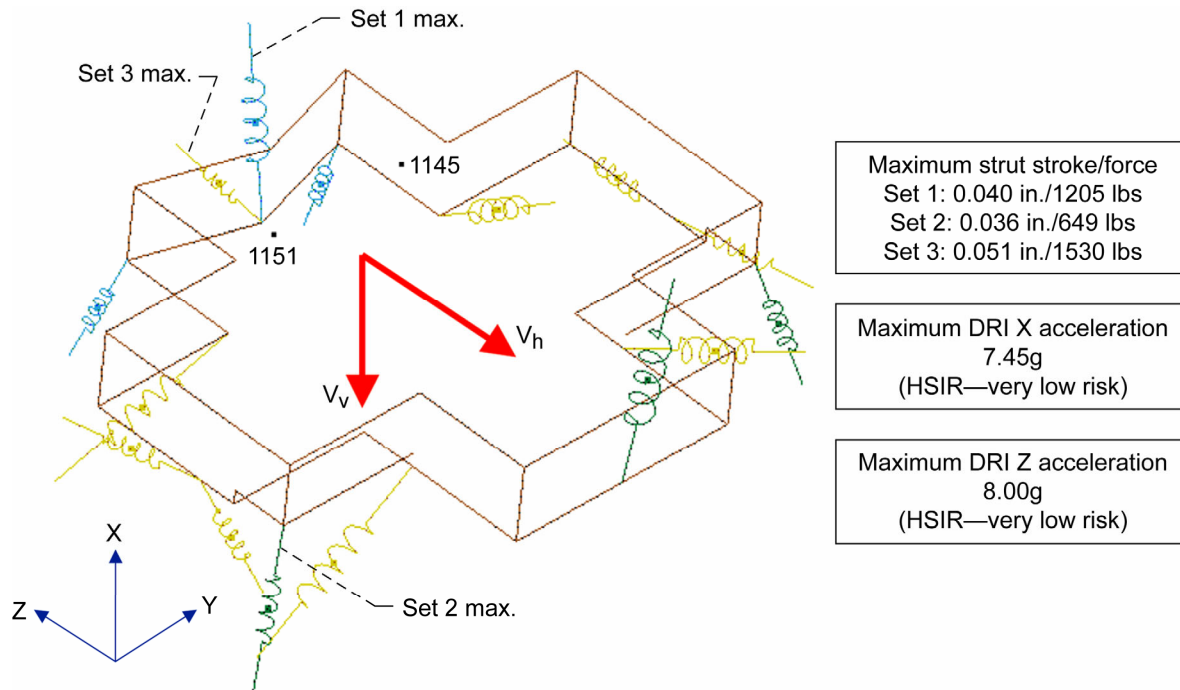 Set 1 max.
Set 3 max.
1145
1151
V_h
V_v
Set 2 max.
X
Z
Y
Maximum strut stroke/force
Set 1: 0.040 in./1205 lbs
Set 2: 0.036 in./649 lbs
Set 3: 0.051 in./1530 lbs
Maximum DRI X acceleration
7.45g
(HSIR—very low risk)
Maximum DRI Z acceleration
8.00g
(HSIR—very low risk)